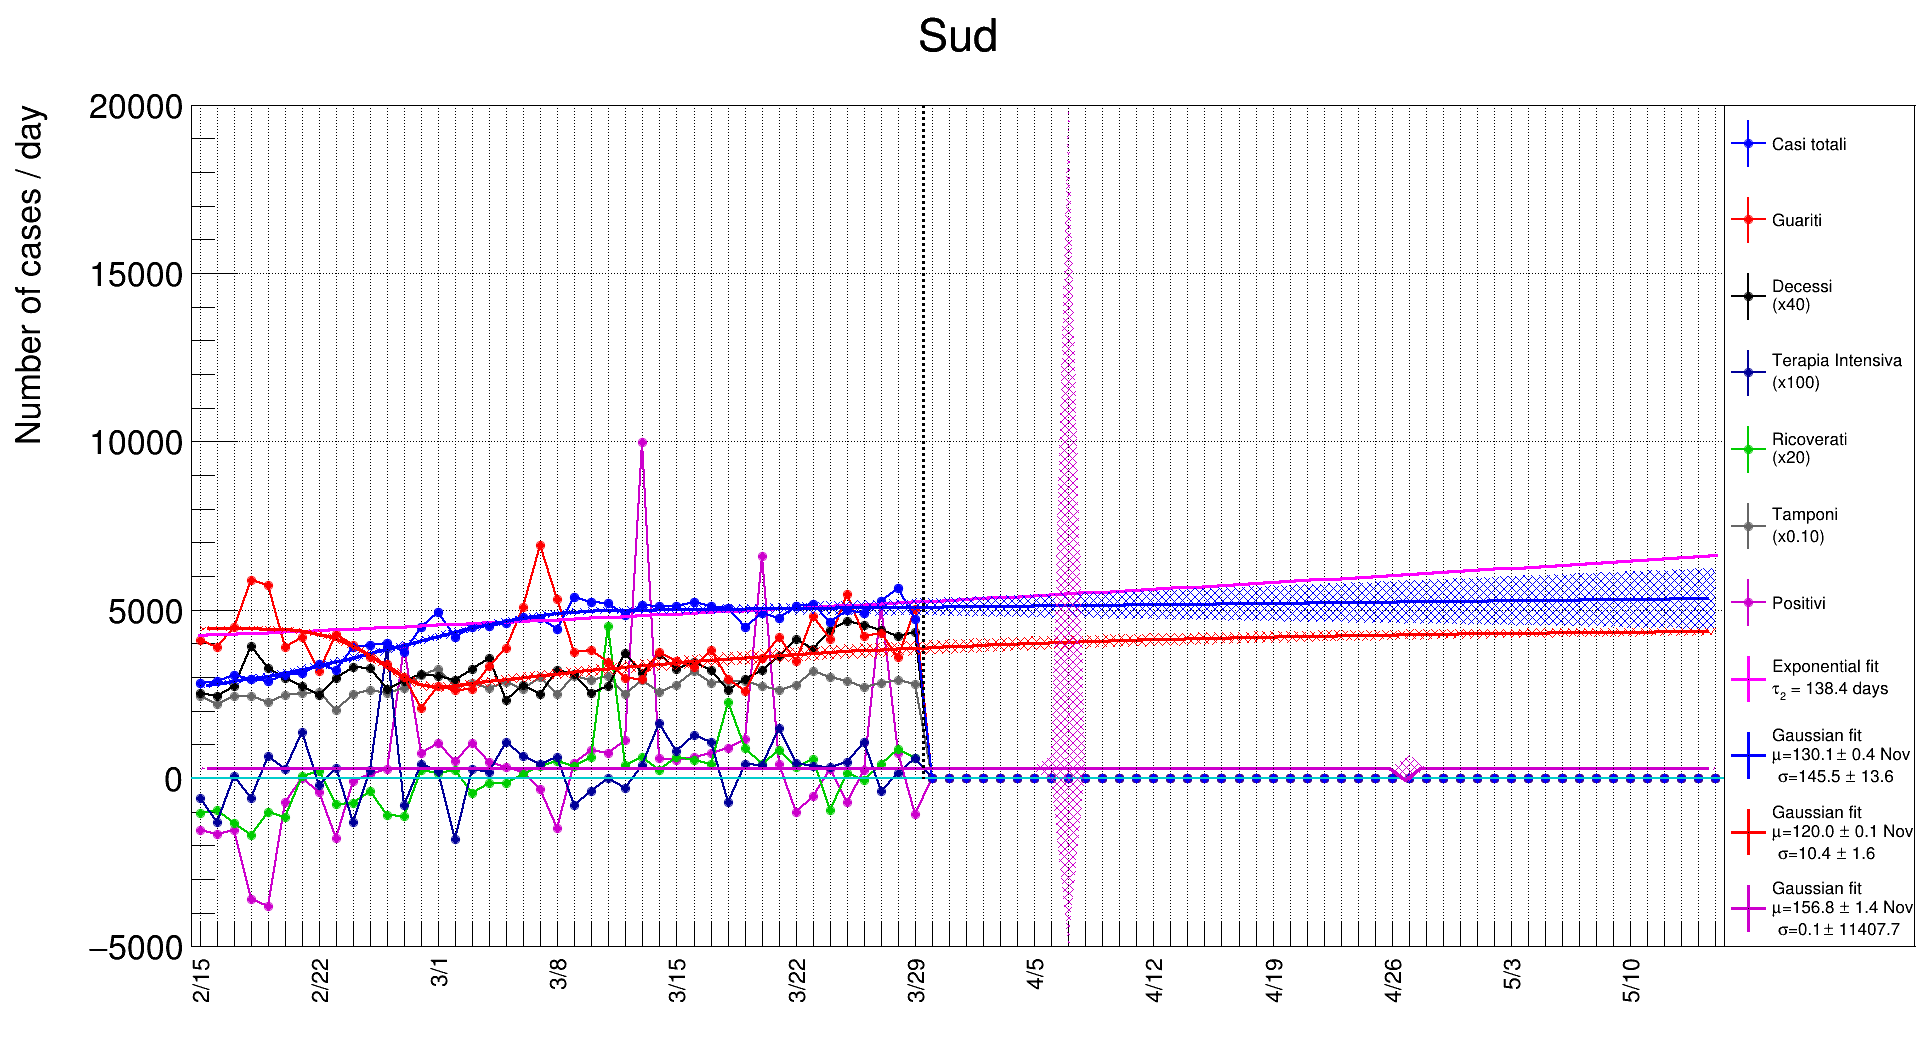 Sud
Number of cases / day
20000
15000
10000
5000
0
−5000
2/15
2/22
3/1
3/8
3/15
3/22
3/29
4/5
4/12
4/19
4/26
5/3
5/10
Casi totali
Guariti
Decessi
(x40)
Terapia Intensiva
(x100)
Ricoverati
(x20)
Tamponi
(x0.10)
Positivi
Exponential fit
τ₂ = 138.4 days
Gaussian fit
μ=130.1 ± 0.4 Nov
σ=145.5 ± 13.6
Gaussian fit
μ=120.0 ± 0.1 Nov
σ=10.4 ± 1.6
Gaussian fit
μ=156.8 ± 1.4 Nov
σ=0.1 ± 11407.7